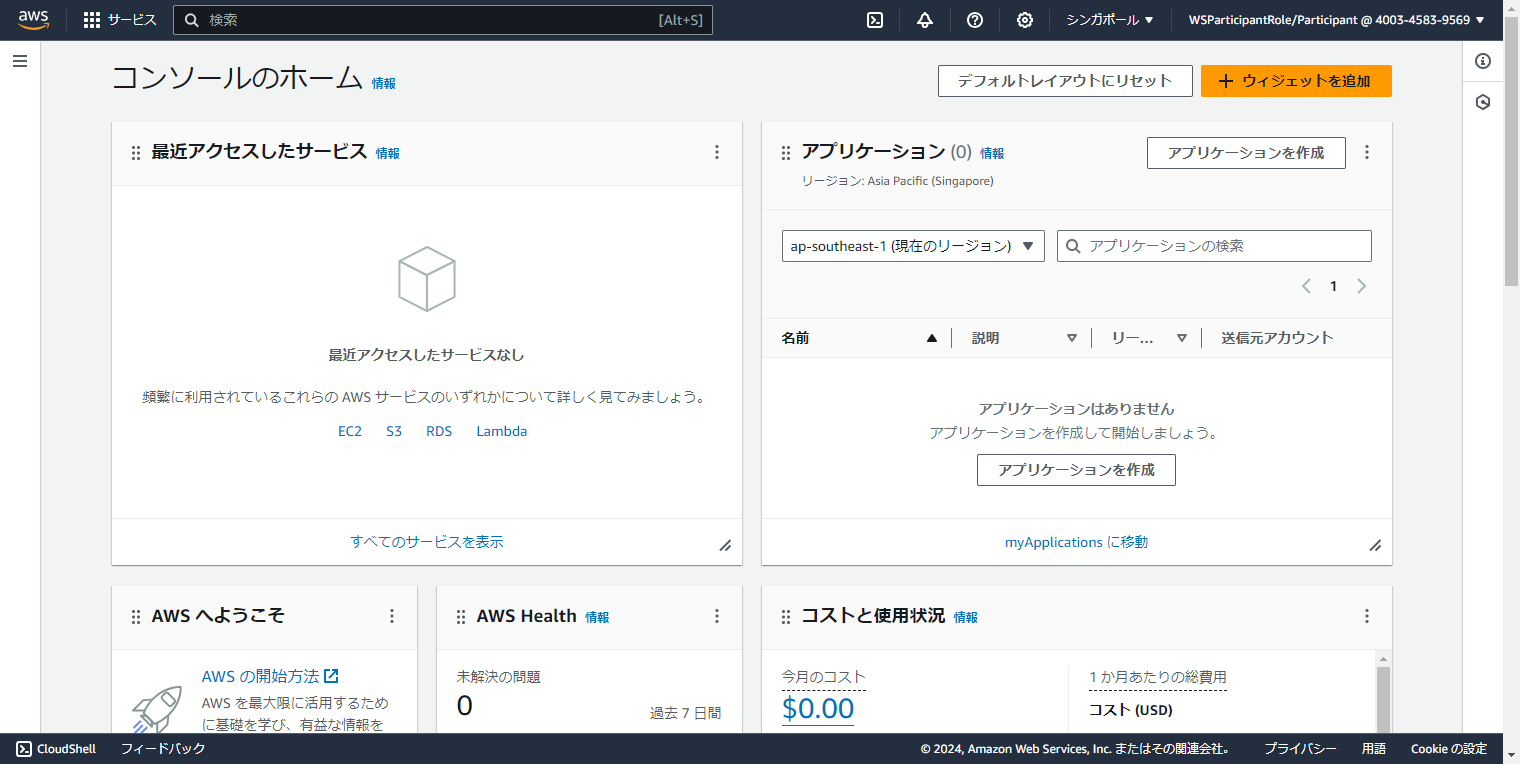 aws サービス 検索 [Alt+S] シンガポール ▼ WSParticipantRole/Participant @ 4003-4583-9569 ▼
コンソールのホーム 情報 デフォルトレイアウトにリセット ウィジェットを追加
最近アクセスしたサービス 情報
最近アクセスしたサービスなし
頻繁に利用されているこれらの AWS サービスのいずれかについて詳しく見てみましょう。
EC2 S3 RDS Lambda
すべてのサービスを表示
アプリケーション (0) 情報 アプリケーションを作成
リージョン: Asia Pacific (Singapore)
ap-southeast-1 (現在のリージョン) アプリケーションの検索
1
名前 説明 リー... 送信元アカウント
アプリケーションはありません
アプリケーションを作成して開始しましょう。
アプリケーションを作成
myApplications に移動
AWS へようこそ
AWS の開始方法
AWS を最大限に活用するため
に基礎を学び、有益な情報を
AWS Health 情報
未解決の問題
0 過去 7 日間
コストと使用状況 情報
今月のコスト
$0.00
1 か月あたりの総費用
コスト (USD)
CloudShell フィードバック © 2024, Amazon Web Services, Inc. またはその関連会社。 プライバシー 用語 Cookie の設定